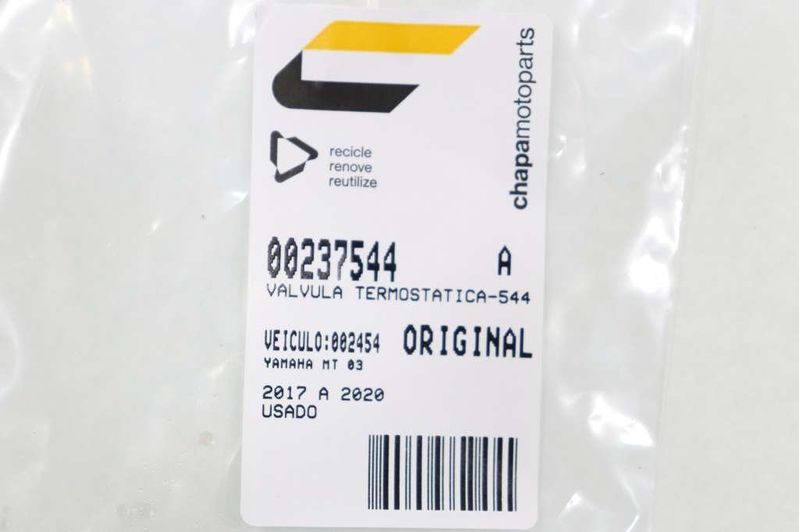 chapamotoparts
recicle
renove
reutilize
00237544 A
VALVULA TERMOSTATICA-544
VEICULO:002454 ORIGINAL
YAMAHA MT 03
2017 A 2020
USADO